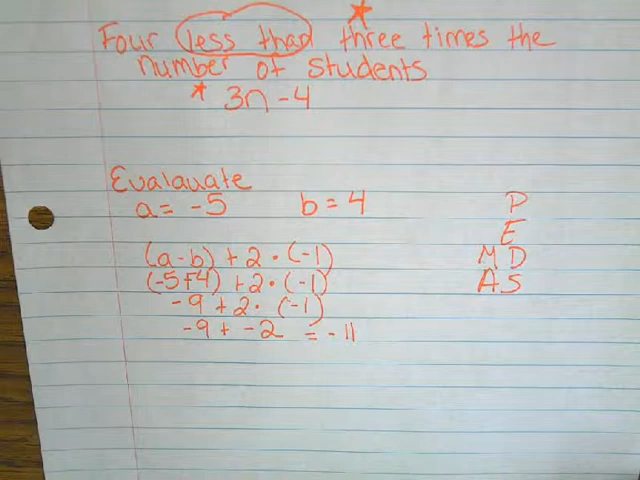 Four less than three times the
number of students
* 3n - 4
Evalauate
a = -5 b = 4
P
E
M D
A S
(a-b) + 2 · (-1)
(-5+4) + 2 · (-1)
-9 + 2 · (-1)
-9 + -2 = -11